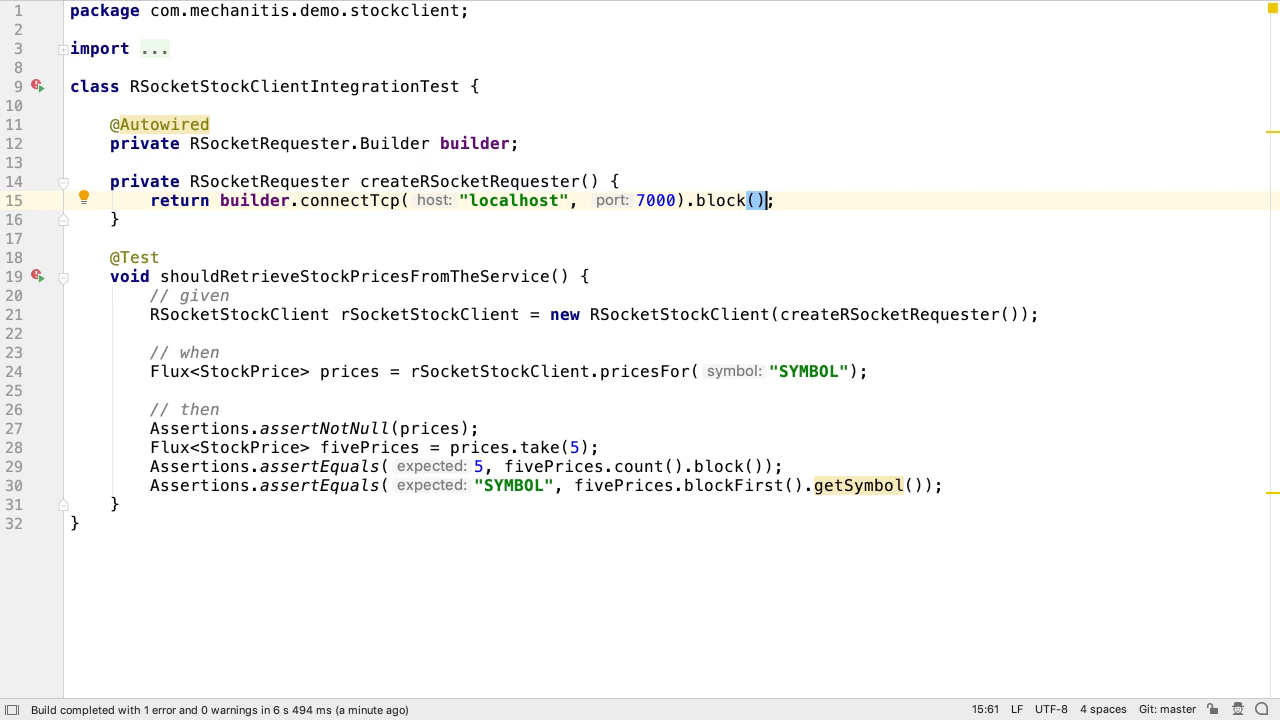 1 package com.mechanitis.demo.stockclient;
2
3 import ...
8
9 class RSocketStockClientIntegrationTest {
10
11 @Autowired
12 private RSocketRequester.Builder builder;
13
14 private RSocketRequester createRSocketRequester() {
15 return builder.connectTcp( host: "localhost", port: 7000).block();
16 }
17
18 @Test
19 void shouldRetrieveStockPricesFromTheService() {
20 // given
21 RSocketStockClient rSocketStockClient = new RSocketStockClient(createRSocketRequester());
22
23 // when
24 Flux<StockPrice> prices = rSocketStockClient.pricesFor( symbol: "SYMBOL");
25
26 // then
27 Assertions.assertNotNull(prices);
28 Flux<StockPrice> fivePrices = prices.take(5);
29 Assertions.assertEquals( expected: 5, fivePrices.count().block());
30 Assertions.assertEquals( expected: "SYMBOL", fivePrices.blockFirst().getSymbol());
31 }
32 }
Build completed with 1 error and 0 warnings in 6 s 494 ms (a minute ago) 15:61 LF UTF-8 4 spaces Git: master